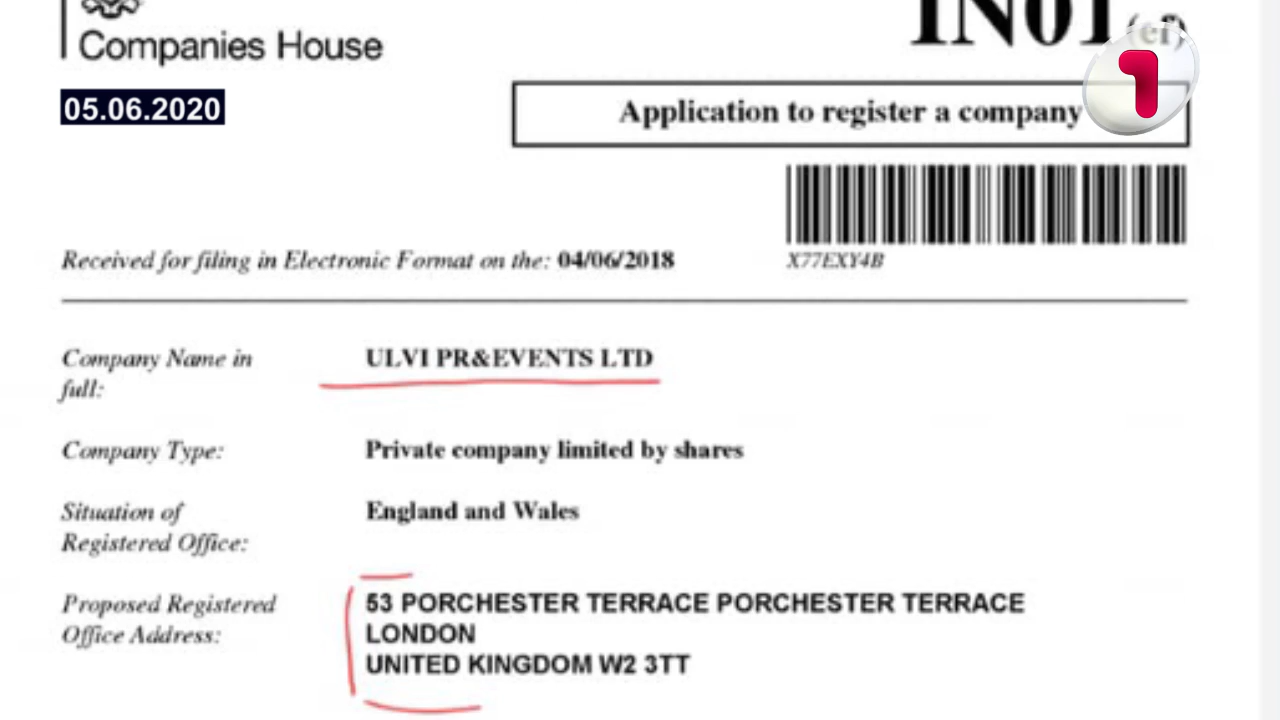 IN01(ef)
Companies House
05.06.2020
1
Application to register a company
Received for filing in Electronic Format on the: 04/06/2018
X77EXY4B
Company Name in full:
ULVI PR&EVENTS LTD
Company Type:
Private company limited by shares
Situation of Registered Office:
England and Wales
Proposed Registered Office Address:
53 PORCHESTER TERRACE PORCHESTER TERRACE
LONDON
UNITED KINGDOM W2 3TT